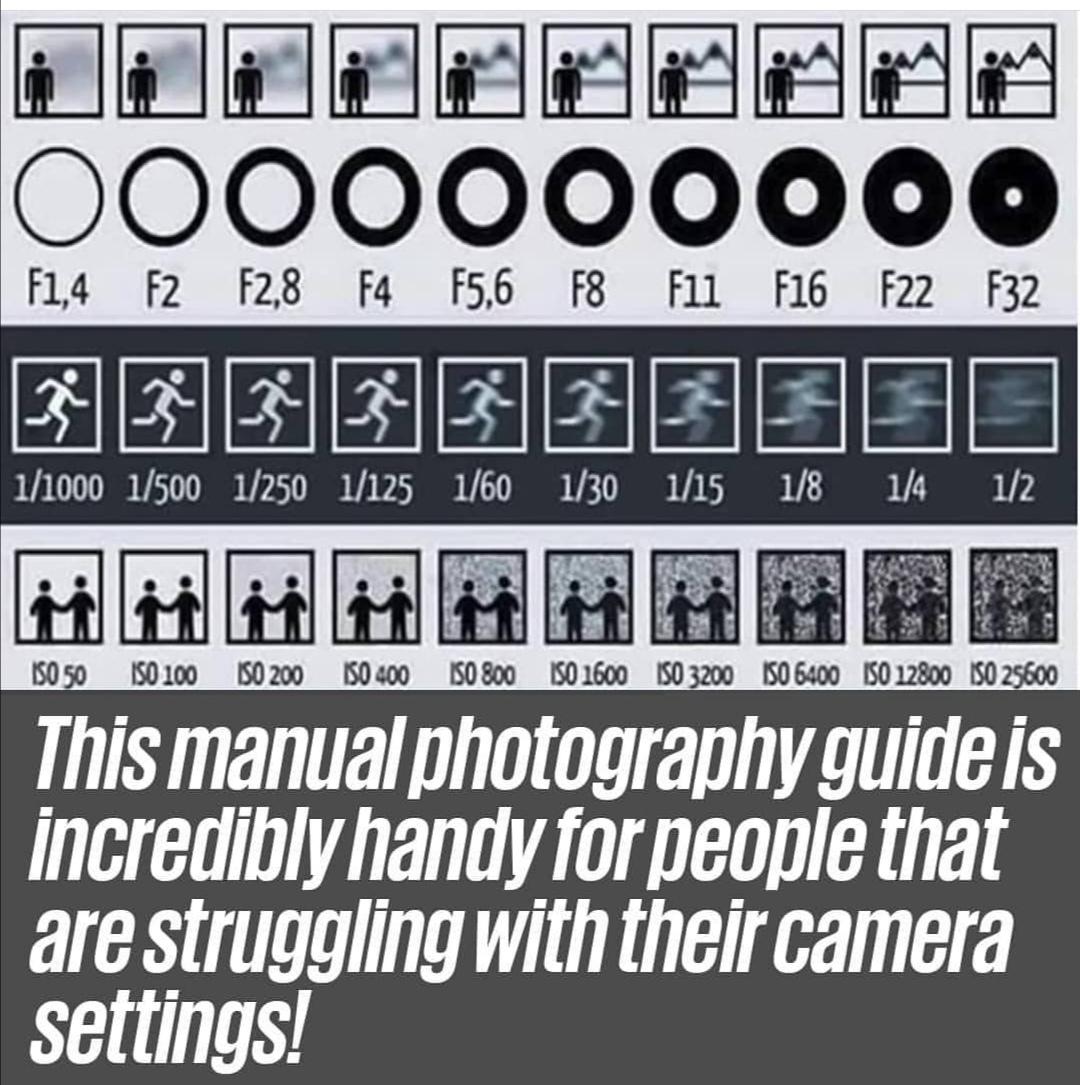 F1,4 F2 F2,8 F4 F5,6 F8 F11 F16 F22 F32
1/1000 1/500 1/250 1/125 1/60 1/30 1/15 1/8 1/4 1/2
ISO 50 ISO 100 ISO 200 ISO 400 ISO 800 ISO 1600 ISO 3200 ISO 6400 ISO 12800 ISO 25600
This manual photography guide is
incredibly handy for people that
are struggling with their camera
settings!